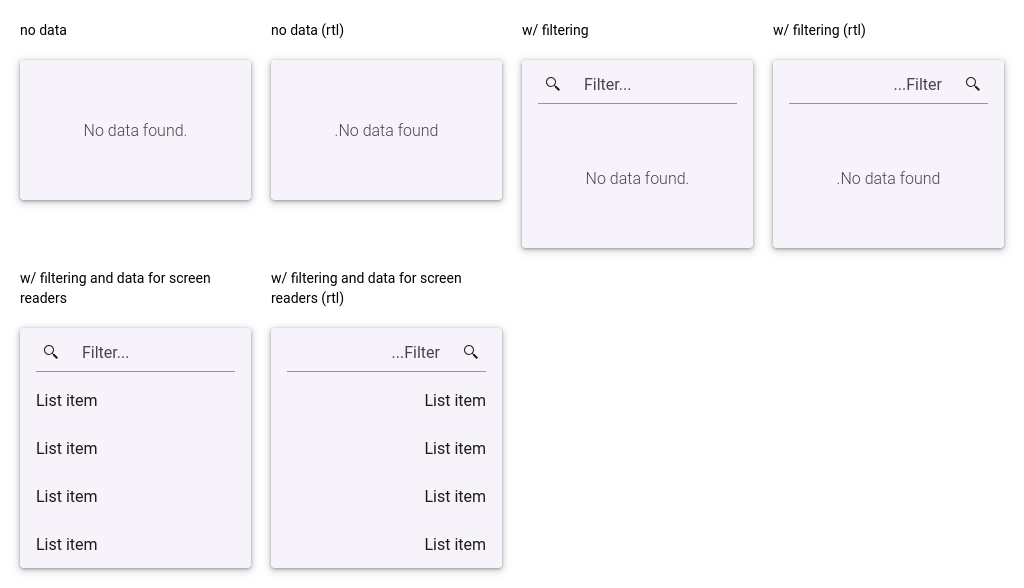 no data
no data (rtl)
w/ filtering
w/ filtering (rtl)
No data found.
.No data found
Filter...
No data found.
...Filter
.No data found
w/ filtering and data for screen
readers
w/ filtering and data for screen
readers (rtl)
Filter...
List item
List item
List item
List item
...Filter
List item
List item
List item
List item